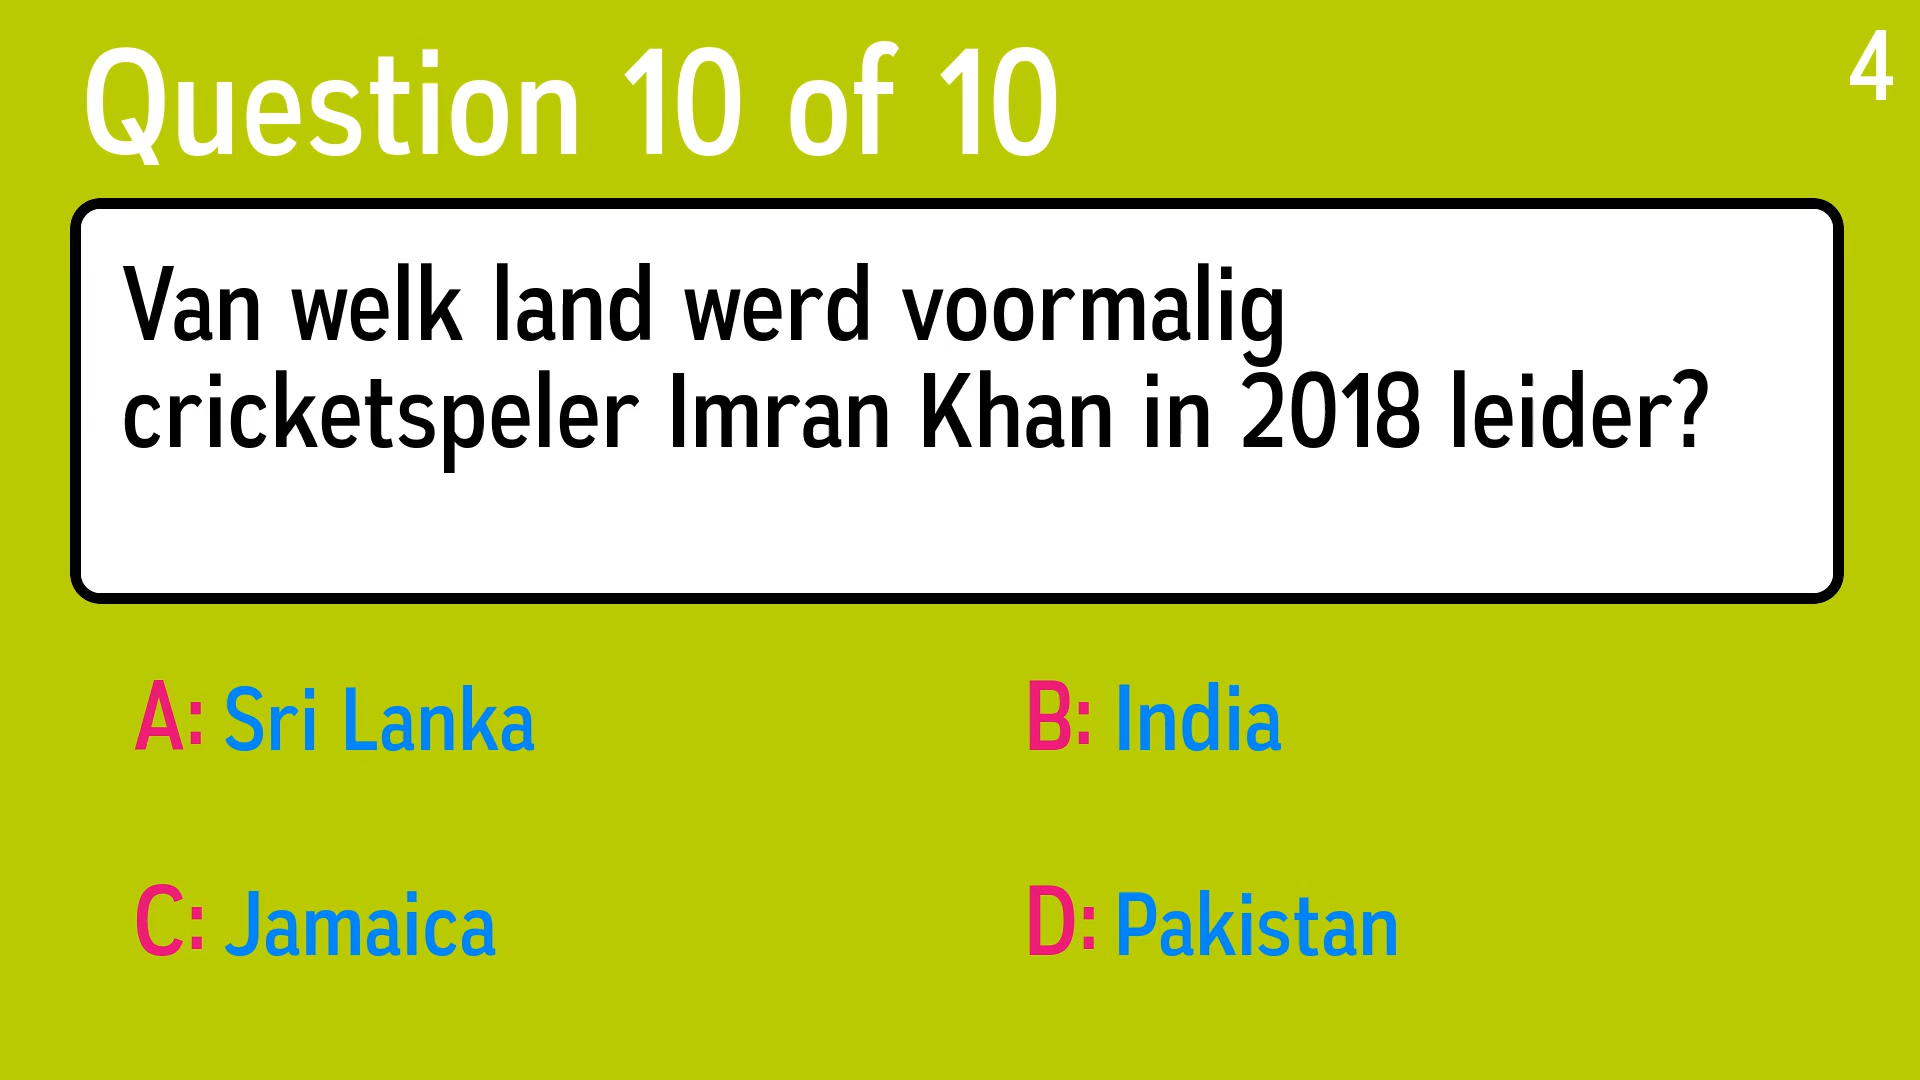 Question 10 of 10
4
Van welk land werd voormalig
cricketspeler Imran Khan in 2018 leider?
A: Sri Lanka
B: India
C: Jamaica
D: Pakistan